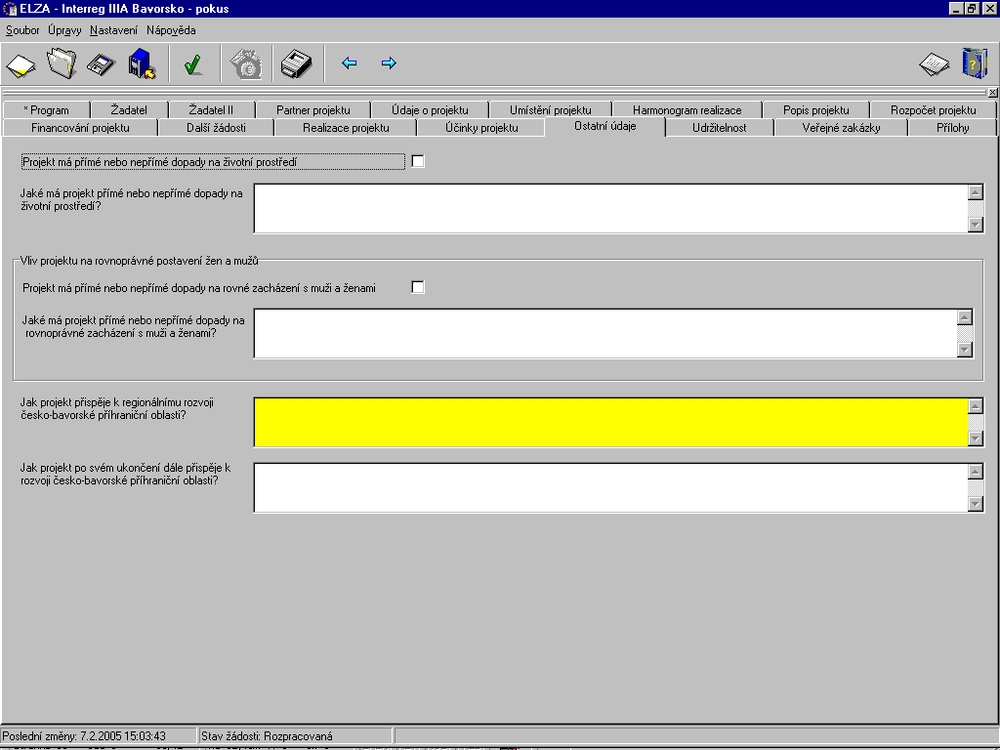 ELZA - Interreg IIIA Bavorsko - pokus
Soubor Úpravy Nastavení Nápověda
* Program Žadatel Žadatel II Partner projektu Údaje o projektu Umístění projektu Harmonogram realizace Popis projektu Rozpočet projektu
Financování projektu Další žádosti Realizace projektu Účinky projektu Ostatní údaje Udržitelnost Veřejné zakázky Přílohy
Projekt má přímé nebo nepřímé dopady na životní prostředí
Jaké má projekt přímé nebo nepřímé dopady na
životní prostředí?
Vliv projektu na rovnoprávné postavení žen a mužů
Projekt má přímé nebo nepřímé dopady na rovné zacházení s muži a ženami
Jaké má projekt přímé nebo nepřímé dopady na
rovnoprávné zacházení s muži a ženami?
Jak projekt přispěje k regionálnímu rozvoji
česko-bavorské příhraniční oblasti?
Jak projekt po svém ukončení dále přispěje k
rozvoji česko-bavorské příhraniční oblasti?
Poslední změny: 7.2.2005 15:03:43 Stav žádosti: Rozpracovaná